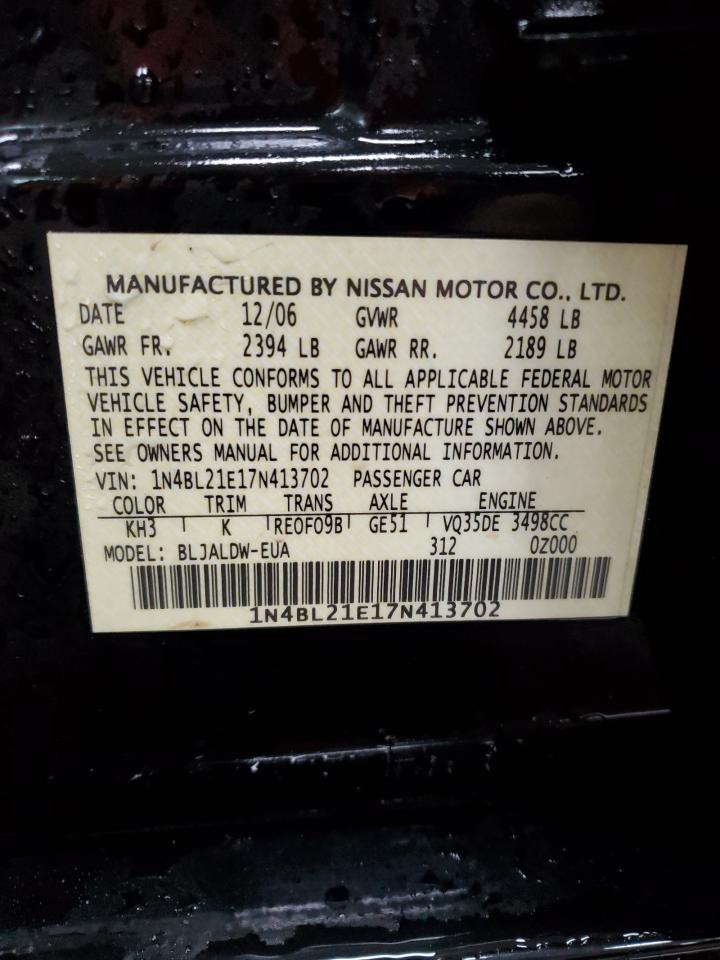 MANUFACTURED BY NISSAN MOTOR CO., LTD.
DATE 12/06 GVWR 4458 LB
GAWR FR. 2394 LB GAWR RR. 2189 LB
THIS VEHICLE CONFORMS TO ALL APPLICABLE FEDERAL MOTOR
VEHICLE SAFETY, BUMPER AND THEFT PREVENTION STANDARDS
IN EFFECT ON THE DATE OF MANUFACTURE SHOWN ABOVE.
SEE OWNERS MANUAL FOR ADDITIONAL INFORMATION.
VIN: 1N4BL21E17N413702 PASSENGER CAR
COLOR TRIM TRANS AXLE ENGINE
KH3 K RE0F09B GE51 VQ35DE 3498CC
MODEL: BLJALDW-EUA 312 0Z000
1N4BL21E17N413702